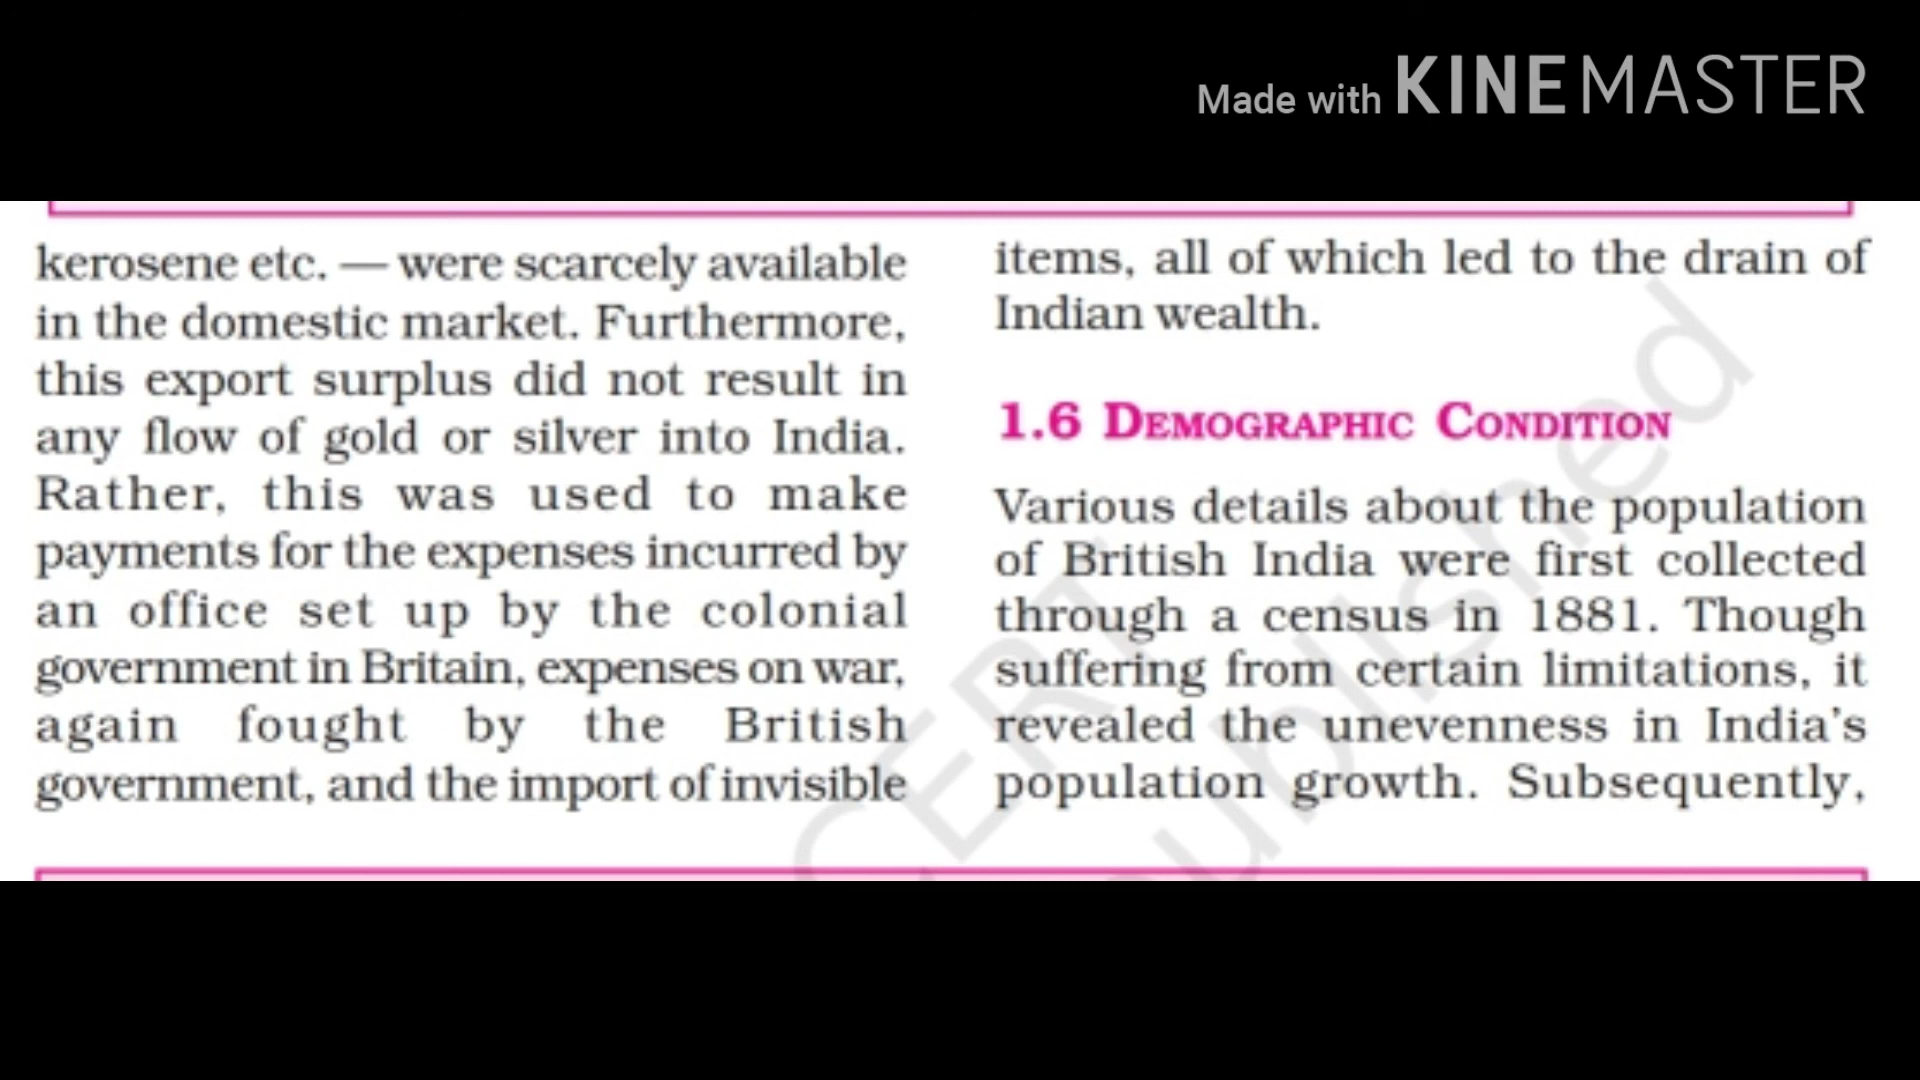 Made with KINEMASTER
kerosene etc. — were scarcely available
in the domestic market. Furthermore,
this export surplus did not result in
any flow of gold or silver into India.
Rather, this was used to make
payments for the expenses incurred by
an office set up by the colonial
government in Britain, expenses on war,
again fought by the British
government, and the import of invisible
items, all of which led to the drain of
Indian wealth.
1.6 DEMOGRAPHIC CONDITION
Various details about the population
of British India were first collected
through a census in 1881. Though
suffering from certain limitations, it
revealed the unevenness in India's
population growth. Subsequently,